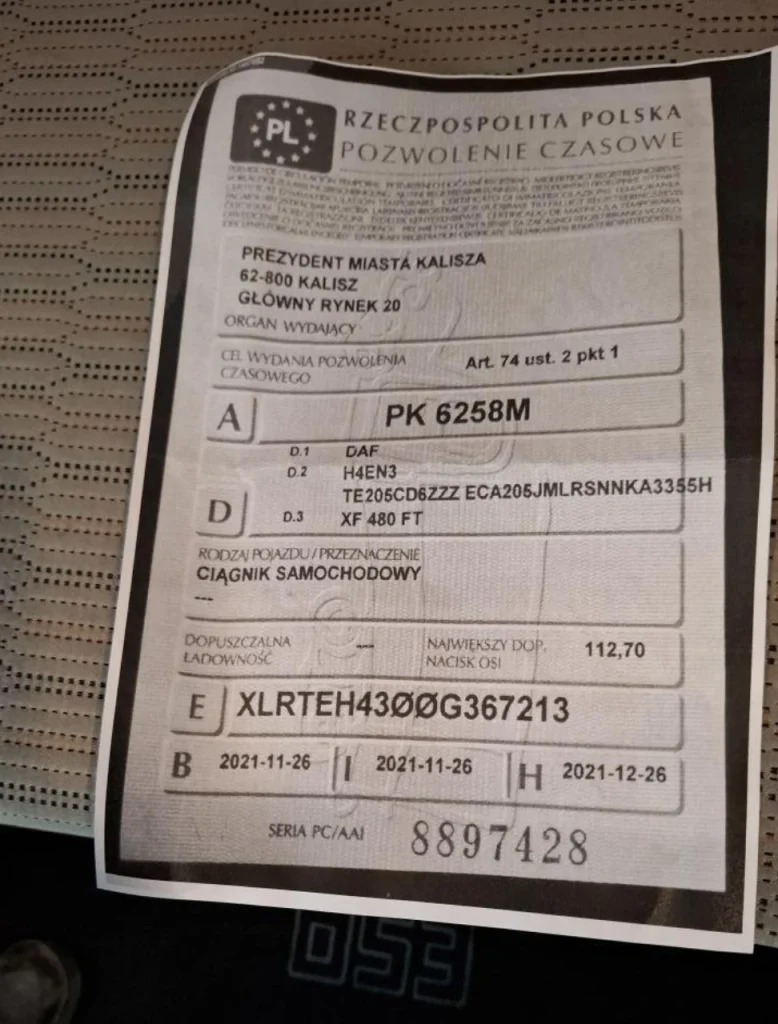 PL
RZECZPOSPOLITA POLSKA
POZWOLENIE CZASOWE
PREZYDENT MIASTA KALISZA
62-800 KALISZ
GŁÓWNY RYNEK 20
ORGAN WYDAJĄCY
CEL WYDANIA POZWOLENIA
CZASOWEGO
Art. 74 ust. 2 pkt 1
A PK 6258M
D.1 DAF
D.2 H4EN3
TE205CD6ZZZ ECA205JMLRSNNKA3355H
D
D.3 XF 480 FT
RODZAJ POJAZDU / PRZEZNACZENIE
CIĄGNIK SAMOCHODOWY
---
DOPUSZCZALNA
ŁADOWNOŚĆ
---
NAJWIĘKSZY DOP.
NACISK OSI
112,70
E XLRTEH43ØØG367213
B 2021-11-26 I 2021-11-26 H 2021-12-26
SERIA PC/AAI 8897428